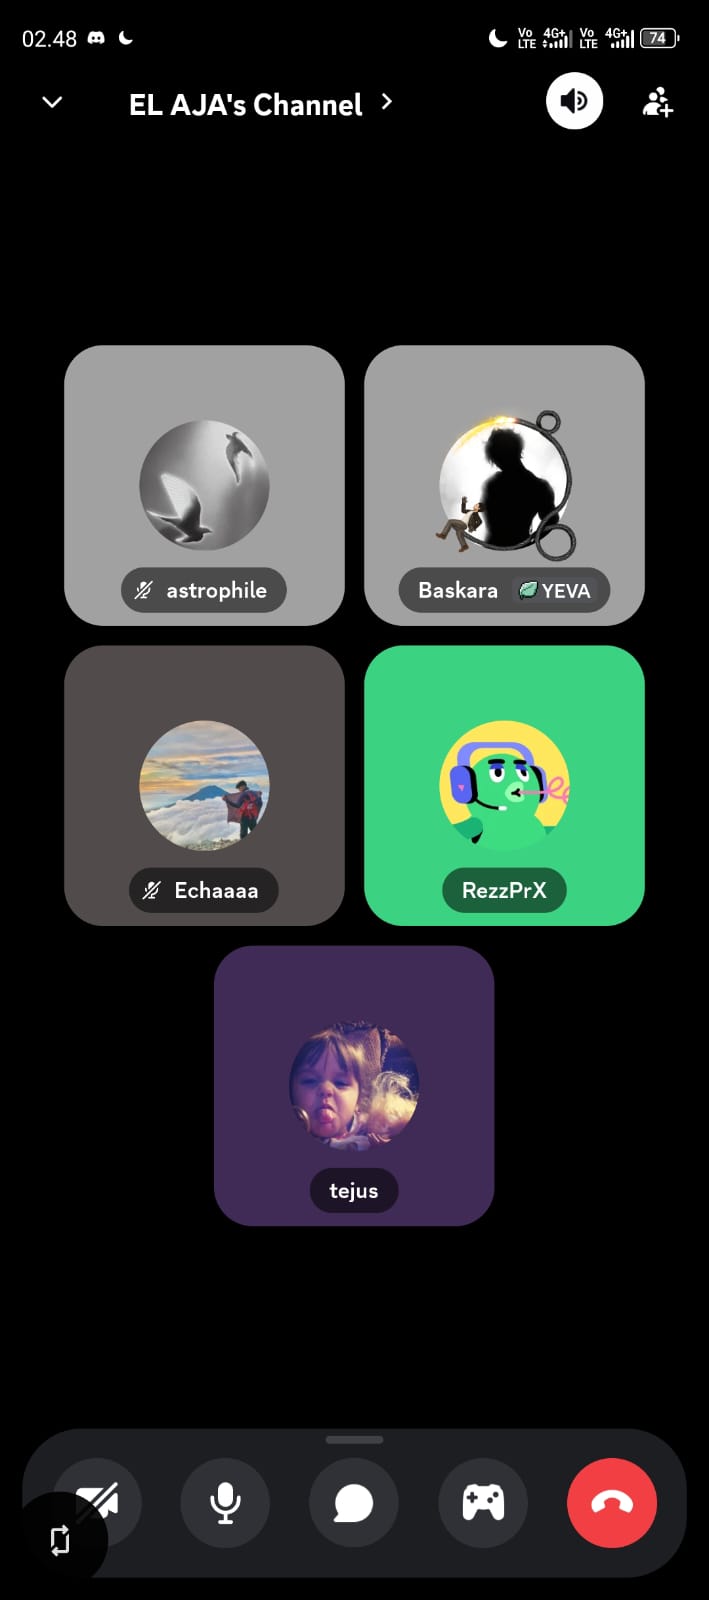 02.48
Vo LTE 4G+ Vo LTE 4G+ 74
EL AJA's Channel
astrophile
Baskara YEVA
Echaaaa
RezzPrX
tejus